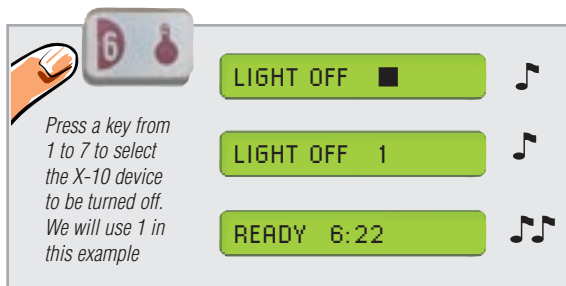 6
LIGHT OFF ■
Press a key from
1 to 7 to select
the X-10 device
to be turned off.
We will use 1 in
this example
LIGHT OFF 1
READY 6:22